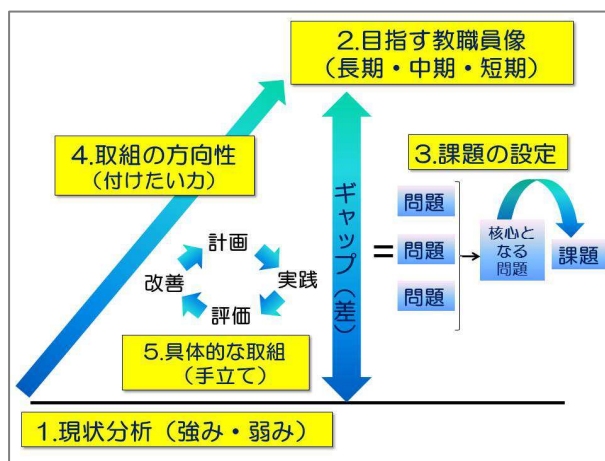 2.目指す教職員像
（長期・中期・短期）
4.取組の方向性
（付けたい力）
3.課題の設定
ギャップ（差）
＝
問題
問題
問題
核心と
なる
問題
課題
計画
実践
評価
改善
5.具体的な取組
（手立て）
1.現状分析（強み・弱み）